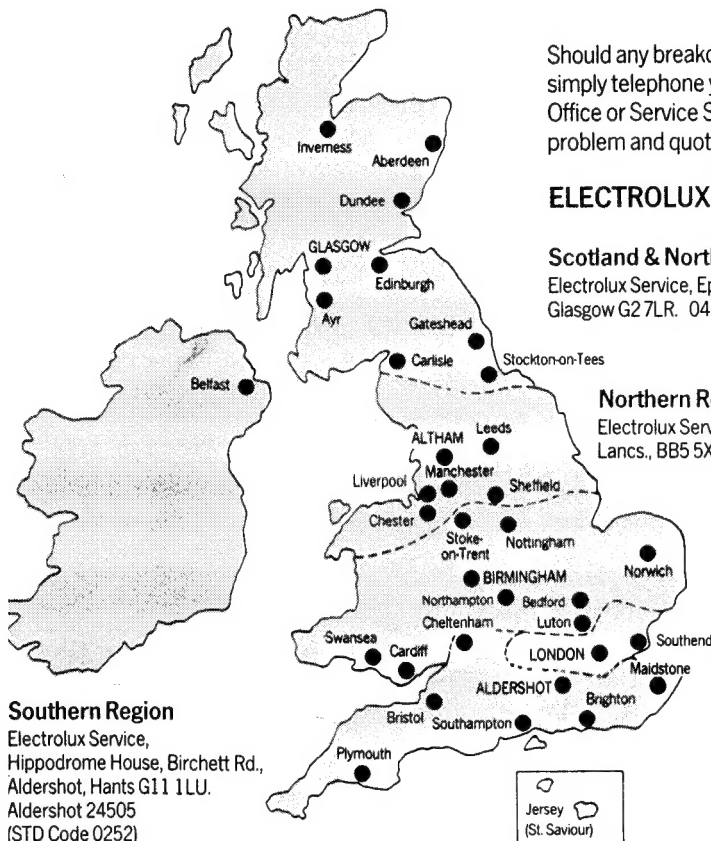 Should any breakd
simply telephone y
Office or Service S
problem and quot
ELECTROLUX
Scotland & North
Electrolux Service, Ep
Glasgow G2 7LR. 04
Northern R
Electrolux Serv
Lancs., BB5 5X
Inverness
Aberdeen
Dundee
GLASGOW
Edinburgh
Ayr
Gateshead
Carlisle
Stockton-on-Tees
Belfast
Leeds
ALTHAM
Manchester
Liverpool
Sheffield
Chester
Stoke-
on-Trent
Nottingham
BIRMINGHAM
Norwich
Northampton
Bedford
Luton
Cheltenham
Swansea
Cardiff
LONDON
Southend
Maidstone
ALDERSHOT
Bristol
Brighton
Southampton
Plymouth
Jersey
(St. Saviour)
Southern Region
Electrolux Service,
Hippodrome House, Birchett Rd.,
Aldershot, Hants G11 1LU.
Aldershot 24505
(STD Code 0252)